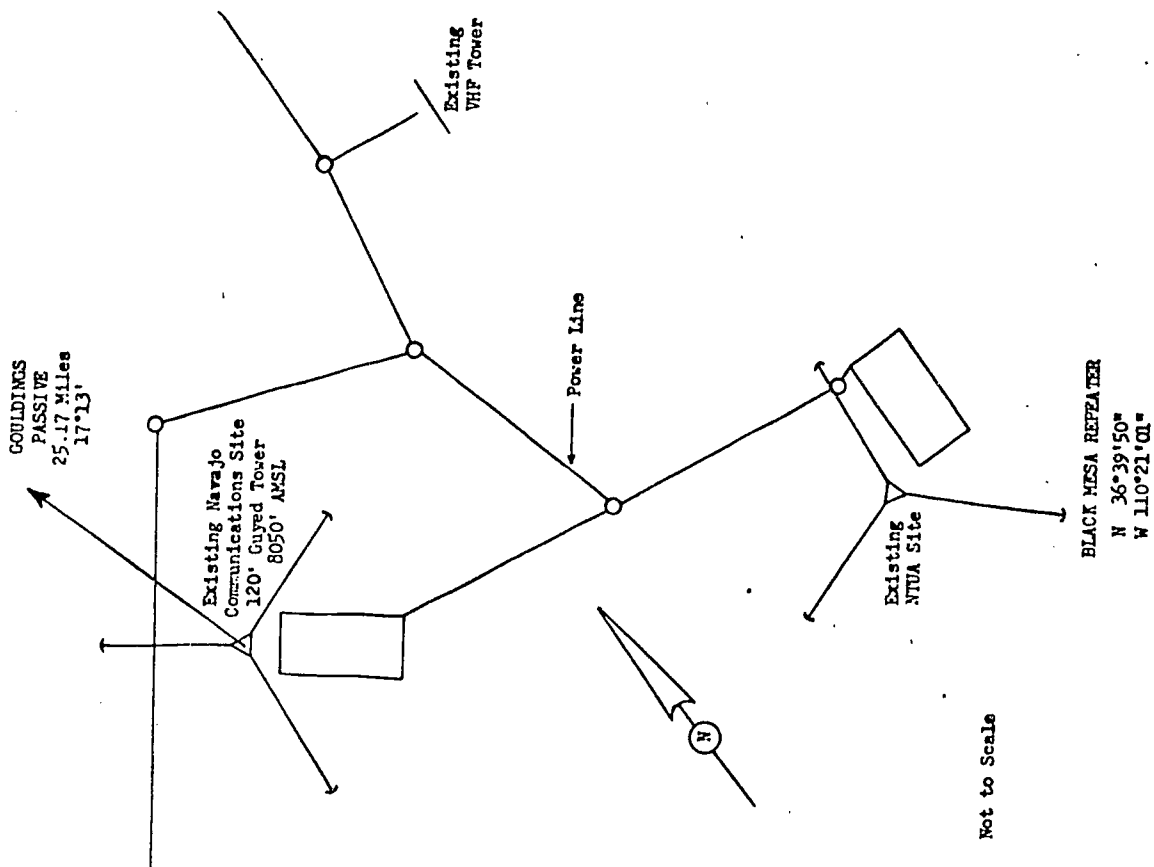 GOULDINGS
PASSIVE
25.17 Miles
17°13'
Existing
VHF Tower
Existing Navajo
Communications Site
120' Guyed Tower
8050' AMSL
Power Line
Existing
NTUA Site
N
Not to Scale
BLACK MESA REPEATER
N 36°39'50"
W 110°21'01"